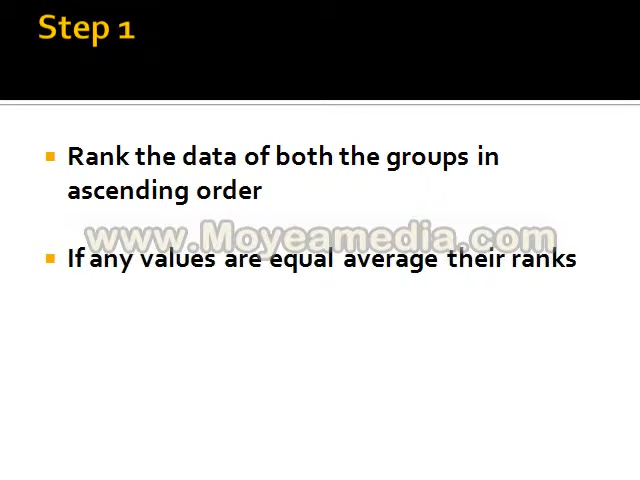 Step 1
Rank the data of both the groups in
ascending order
www.Moyeamedia.com
If any values are equal average their ranks